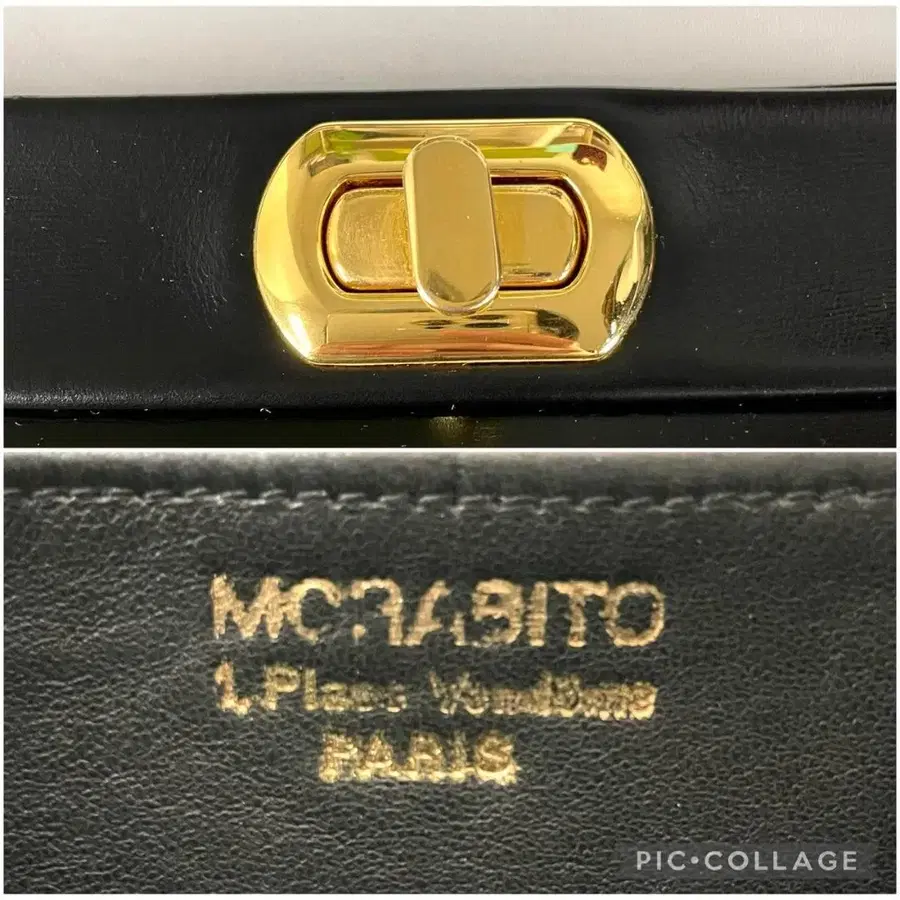 MORABITO
1, Place Vendôme
PARIS
PIC•COLLAGE